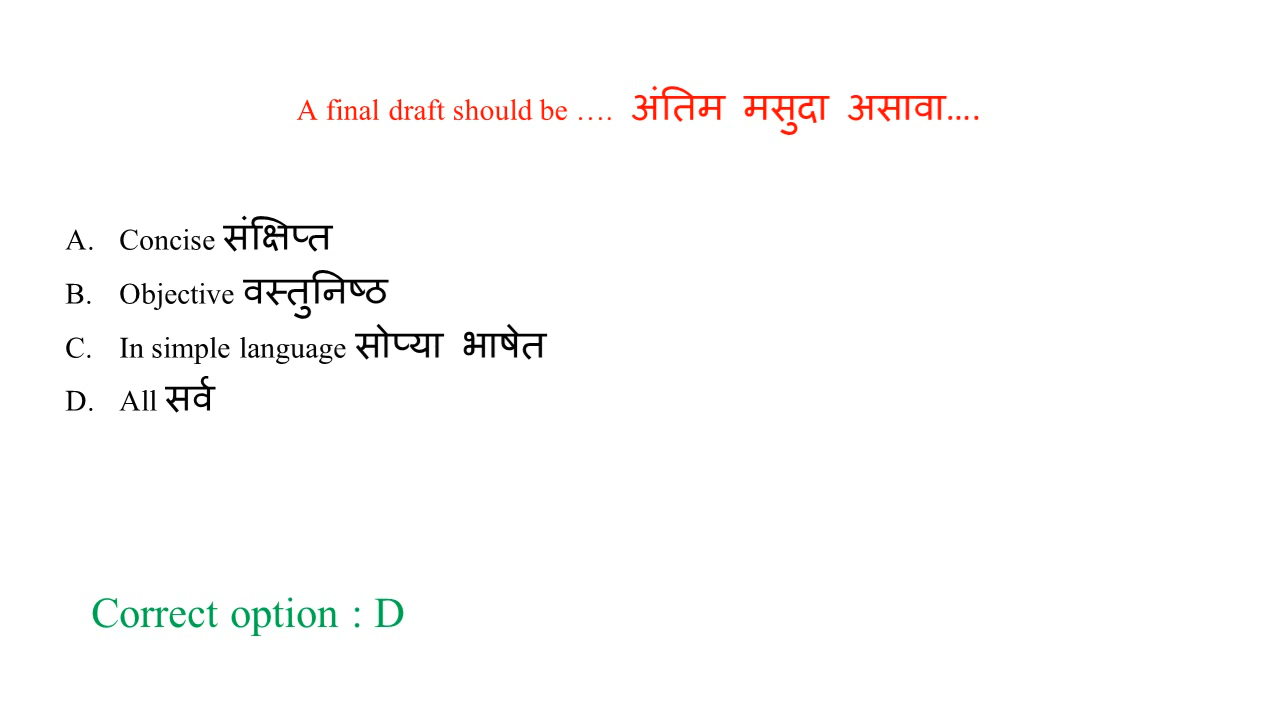 A final draft should be …. अंतिम मसुदा असावा….
A. Concise संक्षिप्त
B. Objective वस्तुनिष्ठ
C. In simple language सोप्या भाषेत
D. All सर्व
Correct option : D